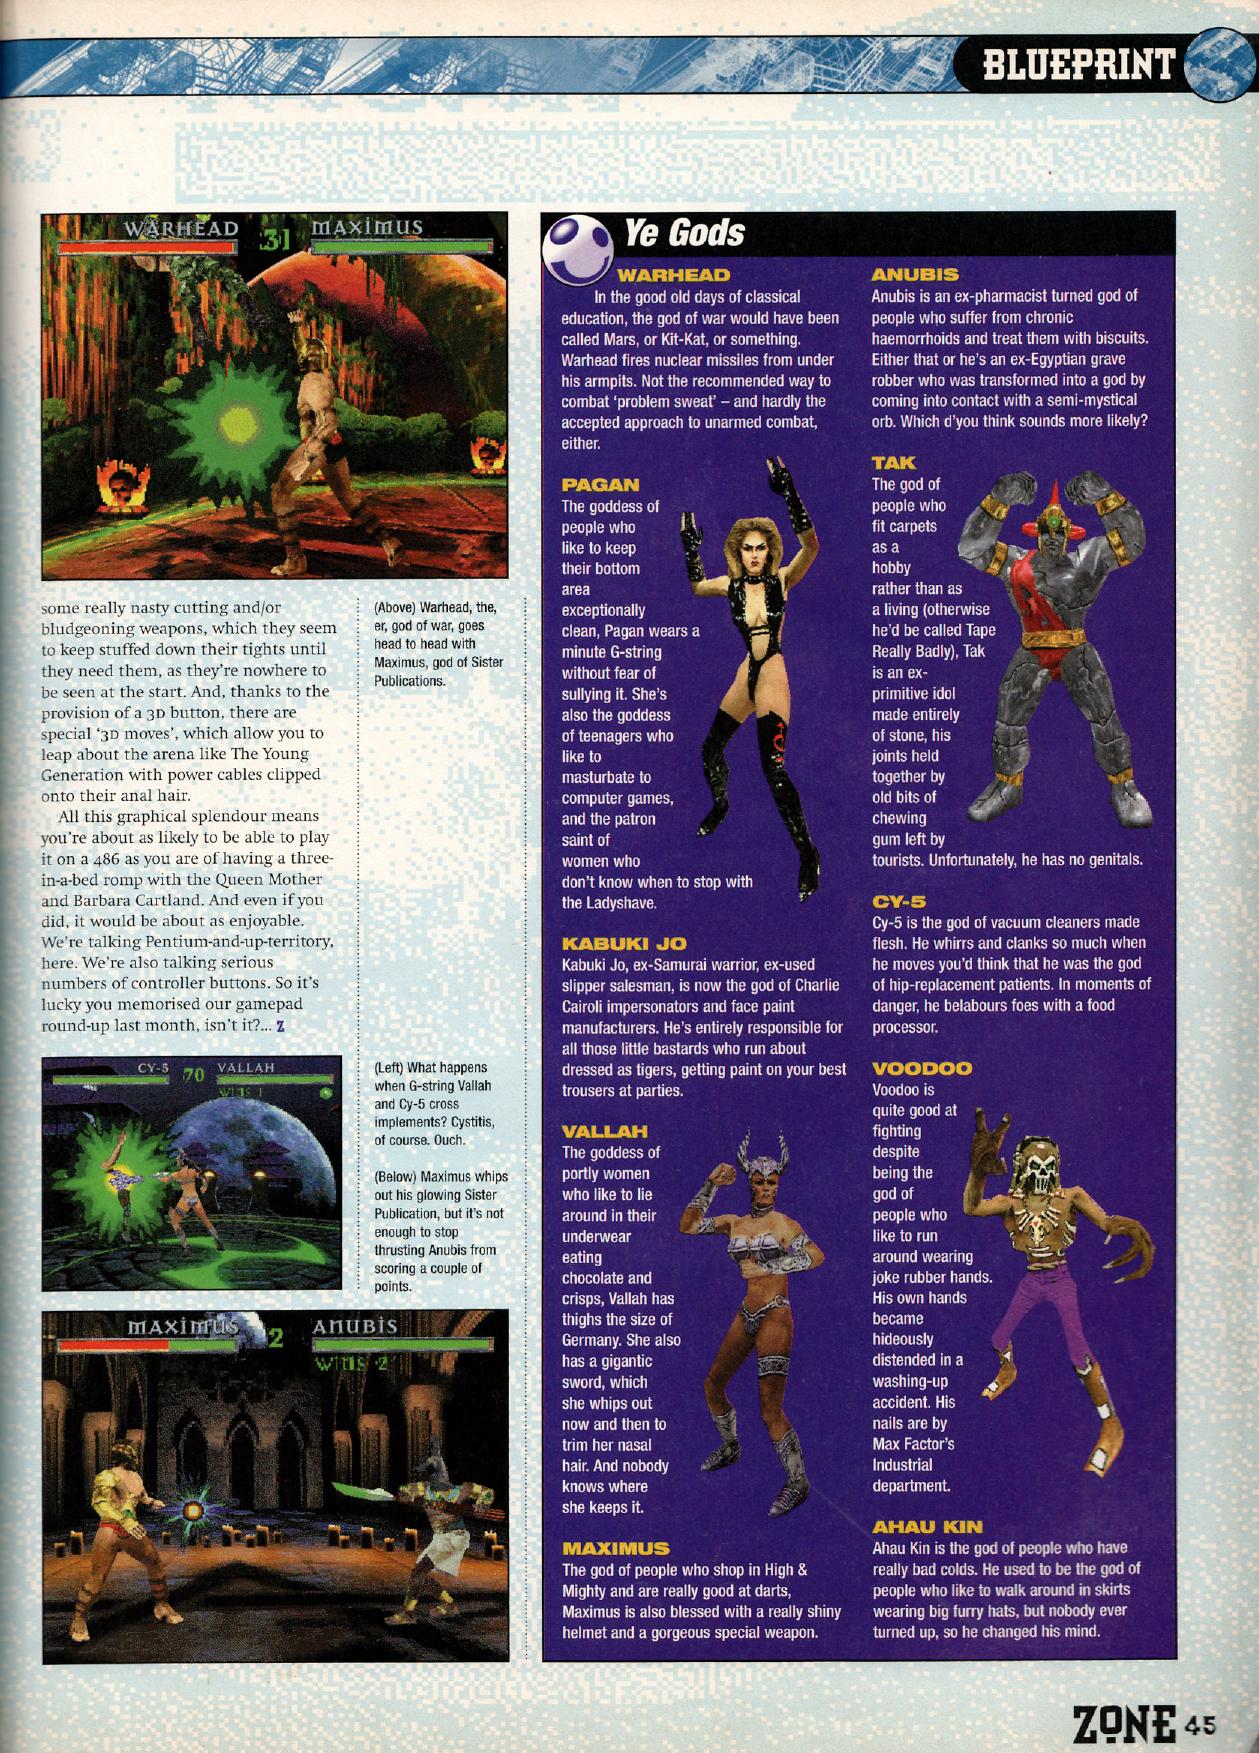 BLUEPRINT
WARHEAD 31 MAXIMUS
some really nasty cutting and/or
bludgeoning weapons, which they seem
to keep stuffed down their tights until
they need them, as they're nowhere to
be seen at the start. And, thanks to the
provision of a 3D button, there are
special ‘3D moves’, which allow you to
leap about the arena like The Young
Generation with power cables clipped
onto their anal hair.
All this graphical splendour means
you're about as likely to be able to play
it on a 486 as you are of having a three-
in-a-bed romp with the Queen Mother
and Barbara Cartland. And even if you
did, it would be about as enjoyable.
We're talking Pentium-and-up-territory,
here. We're also talking serious
numbers of controller buttons. So it's
lucky you memorised our gamepad
round-up last month, isn't it?... Z
(Above) Warhead, the,
er, god of war, goes
head to head with
Maximus, god of Sister
Publications.
CY-5 70 VALLAH
WINS 1
(Left) What happens
when G-string Vallah
and Cy-5 cross
implements? Cystitis,
of course. Ouch.
(Below) Maximus whips
out his glowing Sister
Publication, but it's not
enough to stop
thrusting Anubis from
scoring a couple of
points.
MAXIMUS 2 ANUBIS
WINS 2
Ye Gods
WARHEAD
In the good old days of classical
education, the god of war would have been
called Mars, or Kit-Kat, or something.
Warhead fires nuclear missiles from under
his armpits. Not the recommended way to
combat ‘problem sweat’ – and hardly the
accepted approach to unarmed combat,
either.
PAGAN
The goddess of
people who
like to keep
their bottom
area
exceptionally
clean, Pagan wears a
minute G-string
without fear of
sullying it. She's
also the goddess
of teenagers who
like to
masturbate to
computer games,
and the patron
saint of
women who
don't know when to stop with
the Ladyshave.
KABUKI JO
Kabuki Jo, ex-Samurai warrior, ex-used
slipper salesman, is now the god of Charlie
Cairoli impersonators and face paint
manufacturers. He's entirely responsible for
all those little bastards who run about
dressed as tigers, getting paint on your best
trousers at parties.
VALLAH
The goddess of
portly women
who like to lie
around in their
underwear
eating
chocolate and
crisps, Vallah has
thighs the size of
Germany. She also
has a gigantic
sword, which
she whips out
now and then to
trim her nasal
hair. And nobody
knows where
she keeps it.
MAXIMUS
The god of people who shop in High &
Mighty and are really good at darts,
Maximus is also blessed with a really shiny
helmet and a gorgeous special weapon.
ANUBIS
Anubis is an ex-pharmacist turned god of
people who suffer from chronic
haemorrhoids and treat them with biscuits.
Either that or he's an ex-Egyptian grave
robber who was transformed into a god by
coming into contact with a semi-mystical
orb. Which d'you think sounds more likely?
TAK
The god of
people who
fit carpets
as a
hobby
rather than as
a living (otherwise
he'd be called Tape
Really Badly), Tak
is an ex-
primitive idol
made entirely
of stone, his
joints held
together by
old bits of
chewing
gum left by
tourists. Unfortunately, he has no genitals.
CY-5
Cy-5 is the god of vacuum cleaners made
flesh. He whirrs and clanks so much when
he moves you'd think that he was the god
of hip-replacement patients. In moments of
danger, he belabours foes with a food
processor.
VOODOO
Voodoo is
quite good at
fighting
despite
being the
god of
people who
like to run
around wearing
joke rubber hands.
His own hands
became
hideously
distended in a
washing-up
accident. His
nails are by
Max Factor's
Industrial
department.
AHAU KIN
Ahau Kin is the god of people who have
really bad colds. He used to be the god of
people who like to walk around in skirts
wearing big furry hats, but nobody ever
turned up, so he changed his mind.
ZONE 45